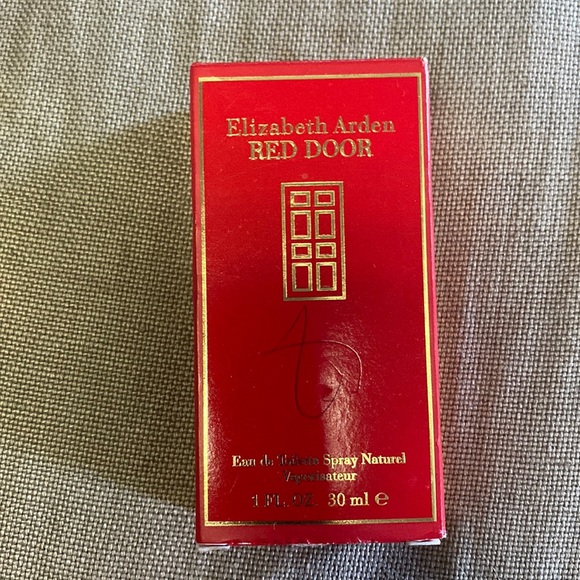 Elizabeth Arden
RED DOOR
Eau de Toilette Spray Naturel
Vaporisateur
1 FL. OZ. 30 ml e